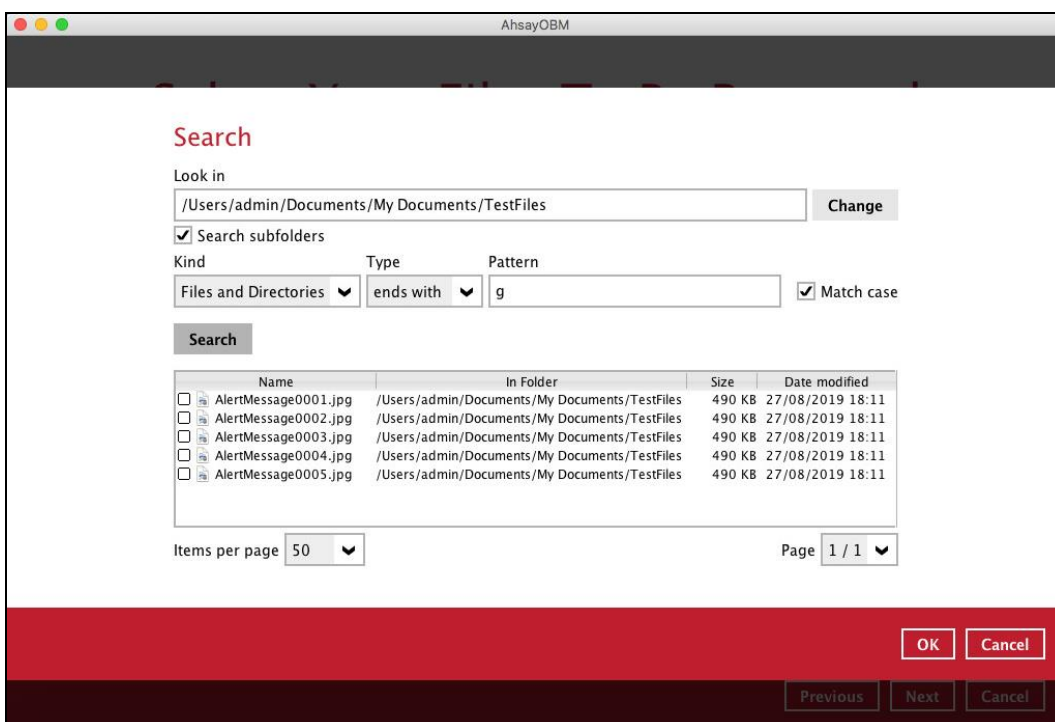 AhsayOBM
Search
Look in
/Users/admin/Documents/My Documents/TestFiles Change
Search subfolders
Kind Type Pattern
Files and Directories ends with g Match case
Search
Name In Folder Size Date modified
AlertMessage0001.jpg /Users/admin/Documents/My Documents/TestFiles 490 KB 27/08/2019 18:11
AlertMessage0002.jpg /Users/admin/Documents/My Documents/TestFiles 490 KB 27/08/2019 18:11
AlertMessage0003.jpg /Users/admin/Documents/My Documents/TestFiles 490 KB 27/08/2019 18:11
AlertMessage0004.jpg /Users/admin/Documents/My Documents/TestFiles 490 KB 27/08/2019 18:11
AlertMessage0005.jpg /Users/admin/Documents/My Documents/TestFiles 490 KB 27/08/2019 18:11
Items per page 50 Page 1 / 1
OK Cancel
Previous Next Cancel